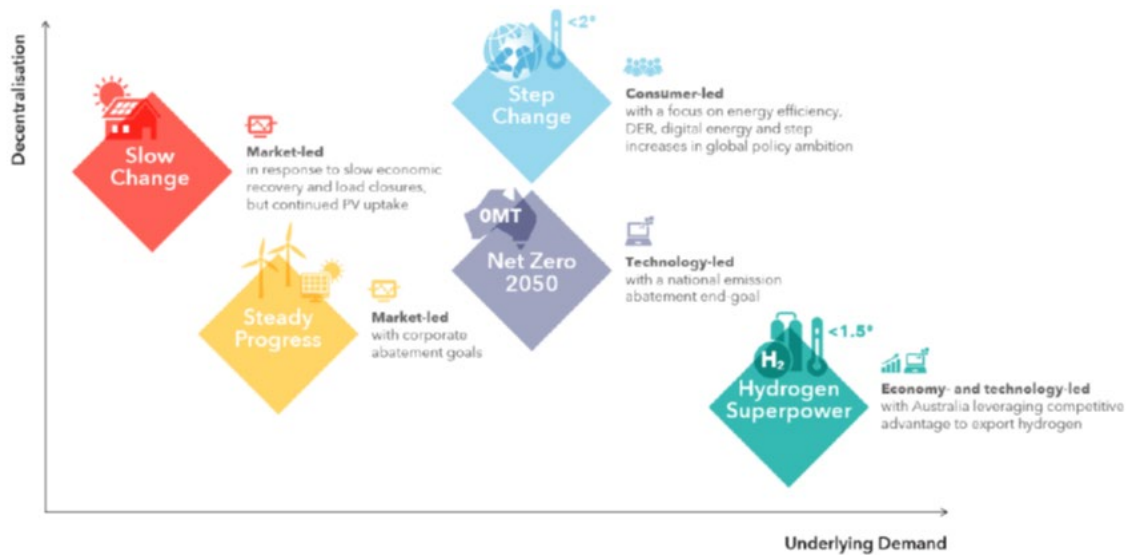 Decentralisation
<2°
Step
Change
Consumer-led
with a focus on energy efficiency,
DER, digital energy and step
increases in global policy ambition
Slow
Change
Market-led
in response to slow economic
recovery and load closures,
but continued PV uptake
0MT
Net Zero
2050
Technology-led
with a national emission
abatement end-goal
Steady
Progress
Market-led
with corporate
abatement goals
<1.5°
H₂
Hydrogen
Superpower
Economy- and technology-led
with Australia leveraging competitive
advantage to export hydrogen
Underlying Demand